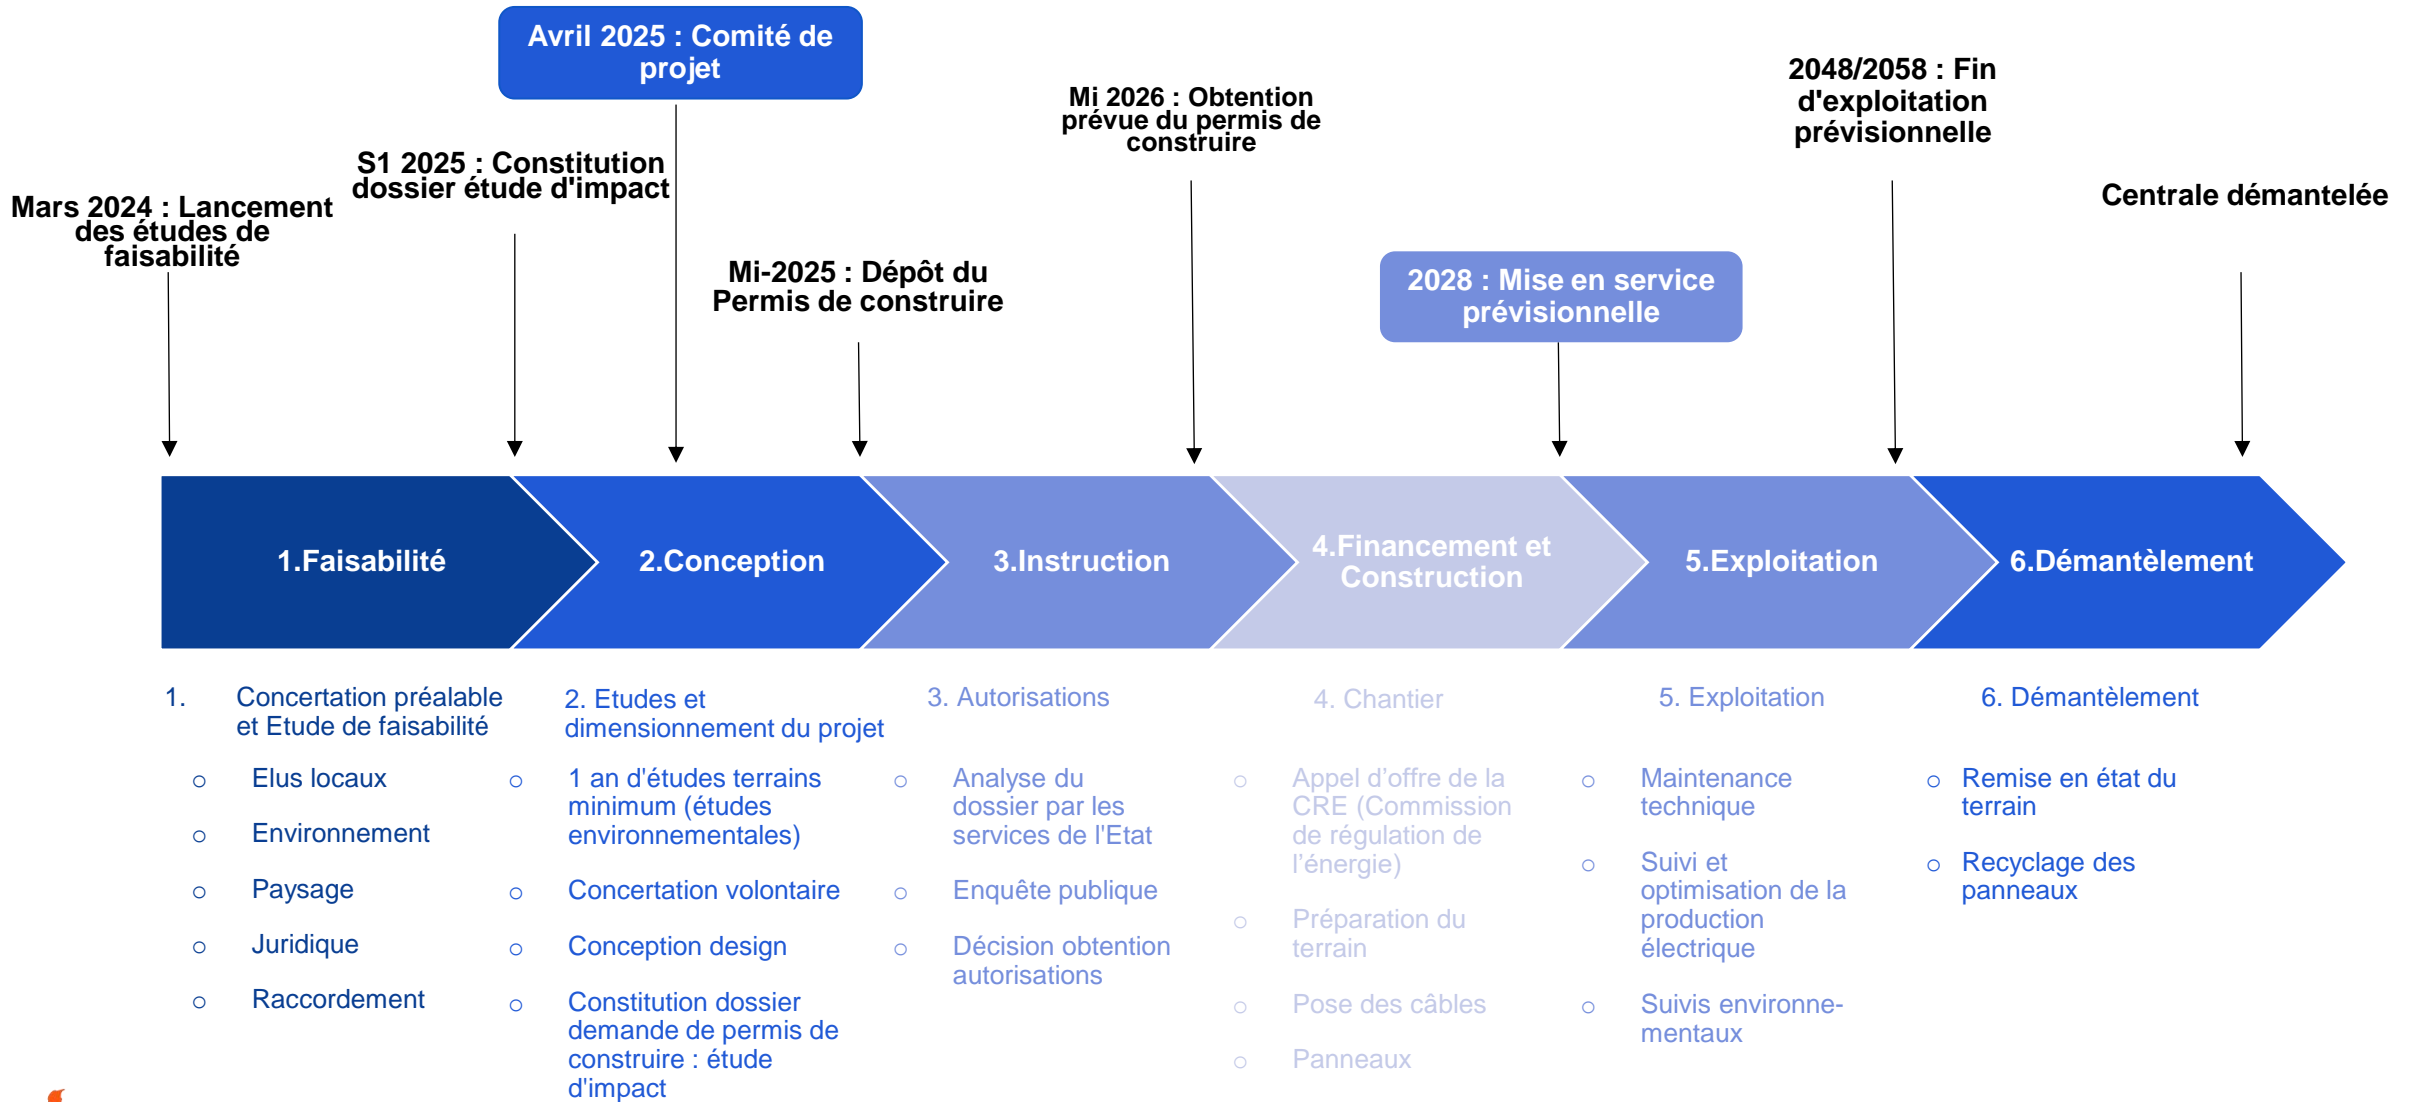 Avril 2025 : Comité de
projet
Mars 2024 : Lancement
des études de
faisabilité
S1 2025 : Constitution
dossier étude d'impact
Mi-2025 : Dépôt du
Permis de construire
Mi 2026 : Obtention
prévue du permis de
construire
2028 : Mise en service
prévisionnelle
2048/2058 : Fin
d'exploitation
prévisionnelle
Centrale démantelée
1.Faisabilité
2.Conception
3.Instruction
4.Financement et
Construction
5.Exploitation
6.Démantèlement
1. Concertation préalable
et Etude de faisabilité
o Elus locaux
o Environnement
o Paysage
o Juridique
o Raccordement
2. Etudes et
dimensionnement du projet
o 1 an d'études terrains
minimum (études
environnementales)
o Concertation volontaire
o Conception design
o Constitution dossier
demande de permis de
construire : étude
d'impact
3. Autorisations
o Analyse du
dossier par les
services de l'Etat
o Enquête publique
o Décision obtention
autorisations
4. Chantier
o Appel d’offre de la
CRE (Commission
de régulation de
l’énergie)
o Préparation du
terrain
o Pose des câbles
o Panneaux
5. Exploitation
o Maintenance
technique
o Suivi et
optimisation de la
production
électrique
o Suivis environne-
mentaux
6. Démantèlement
o Remise en état du
terrain
o Recyclage des
panneaux